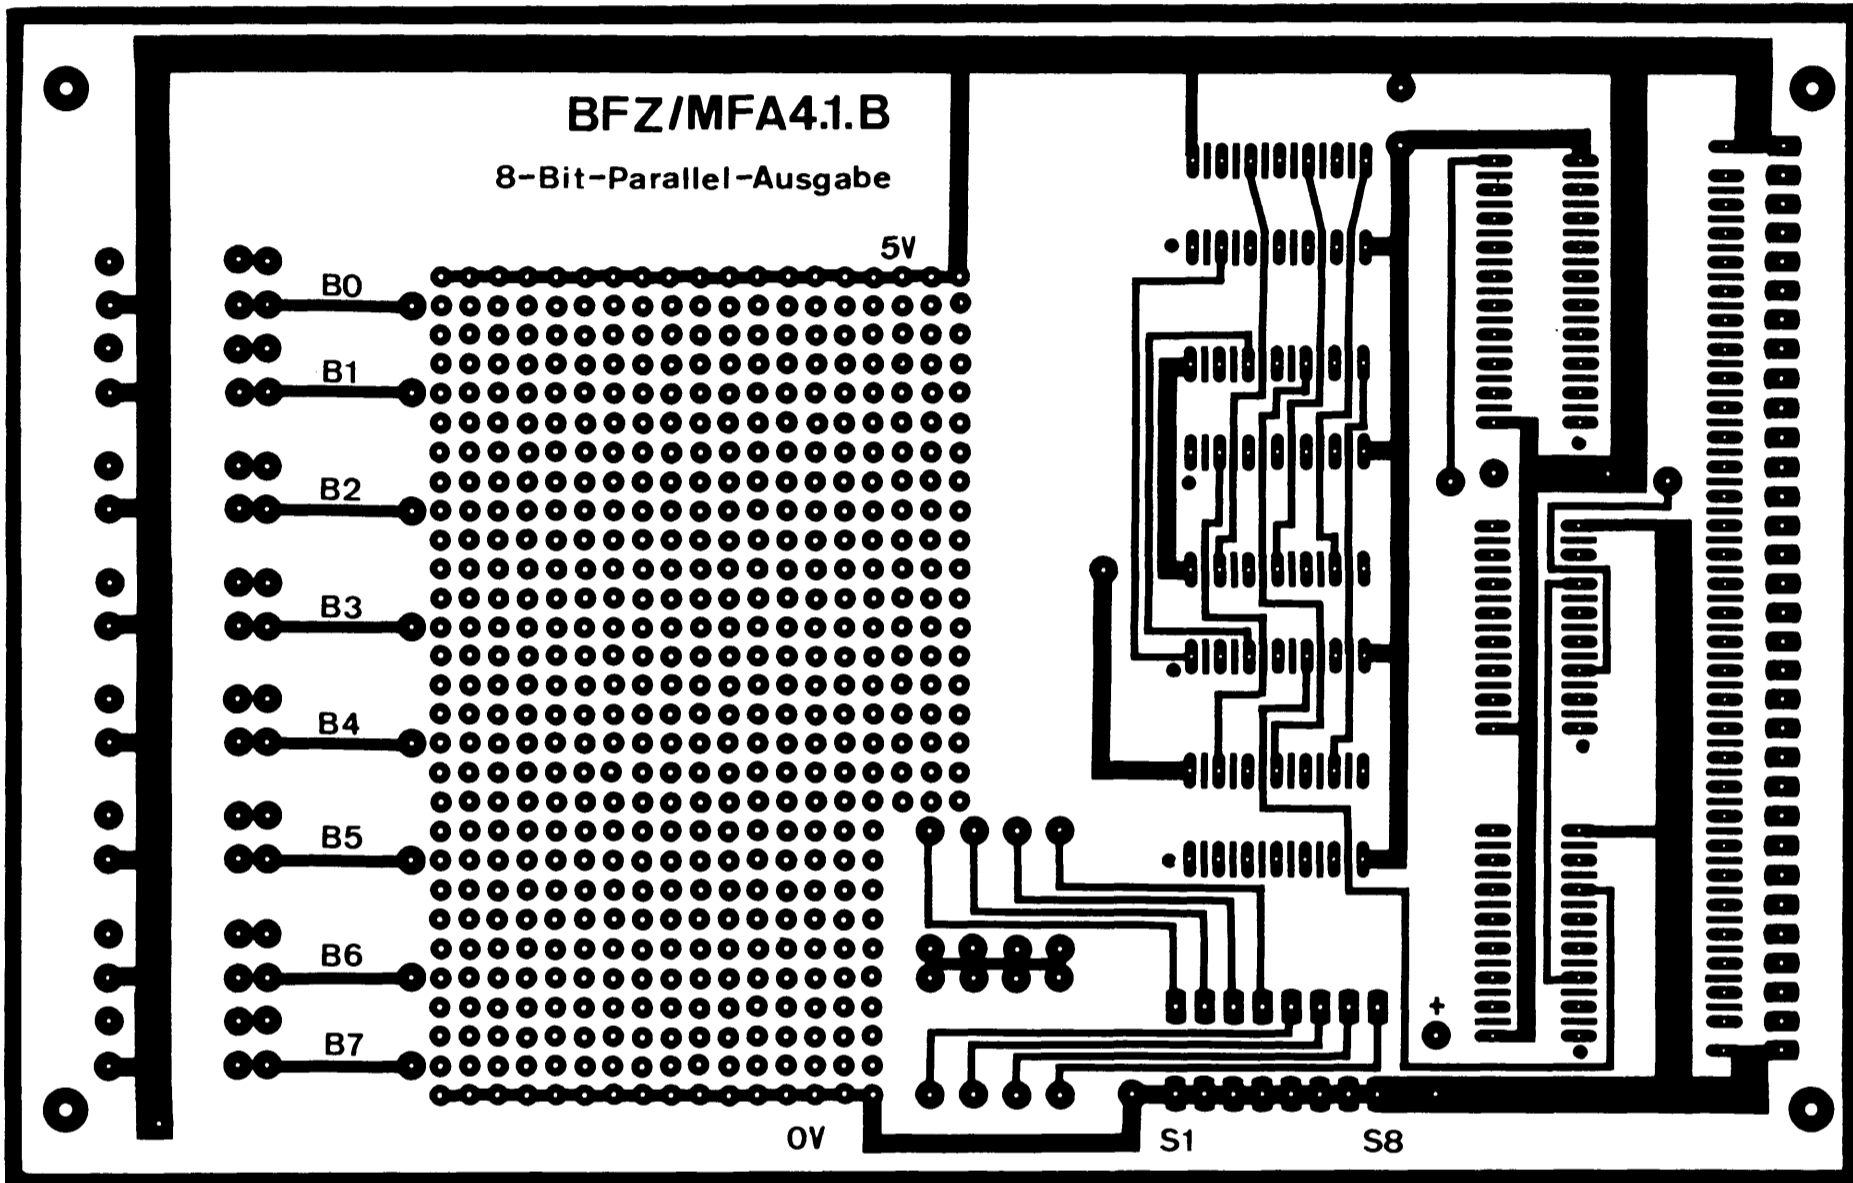 BFZ/MFA4.1.B
8-Bit-Parallel-Ausgabe
5V
B0
B1
B2
B3
B4
B5
B6
B7
+
0V
S1
S8